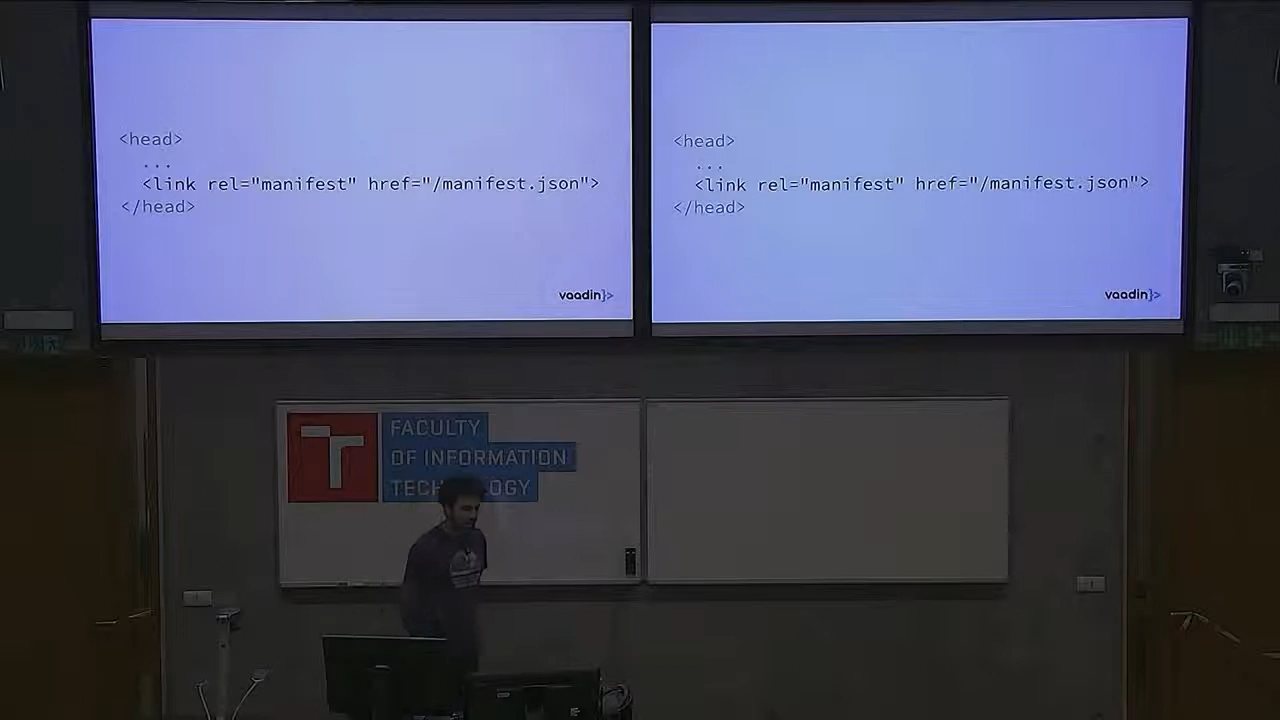 <head>
...
<link rel="manifest" href="/manifest.json">
</head>
vaadin}>
<head>
...
<link rel="manifest" href="/manifest.json">
</head>
vaadin}>
FACULTY
OF INFORMATION